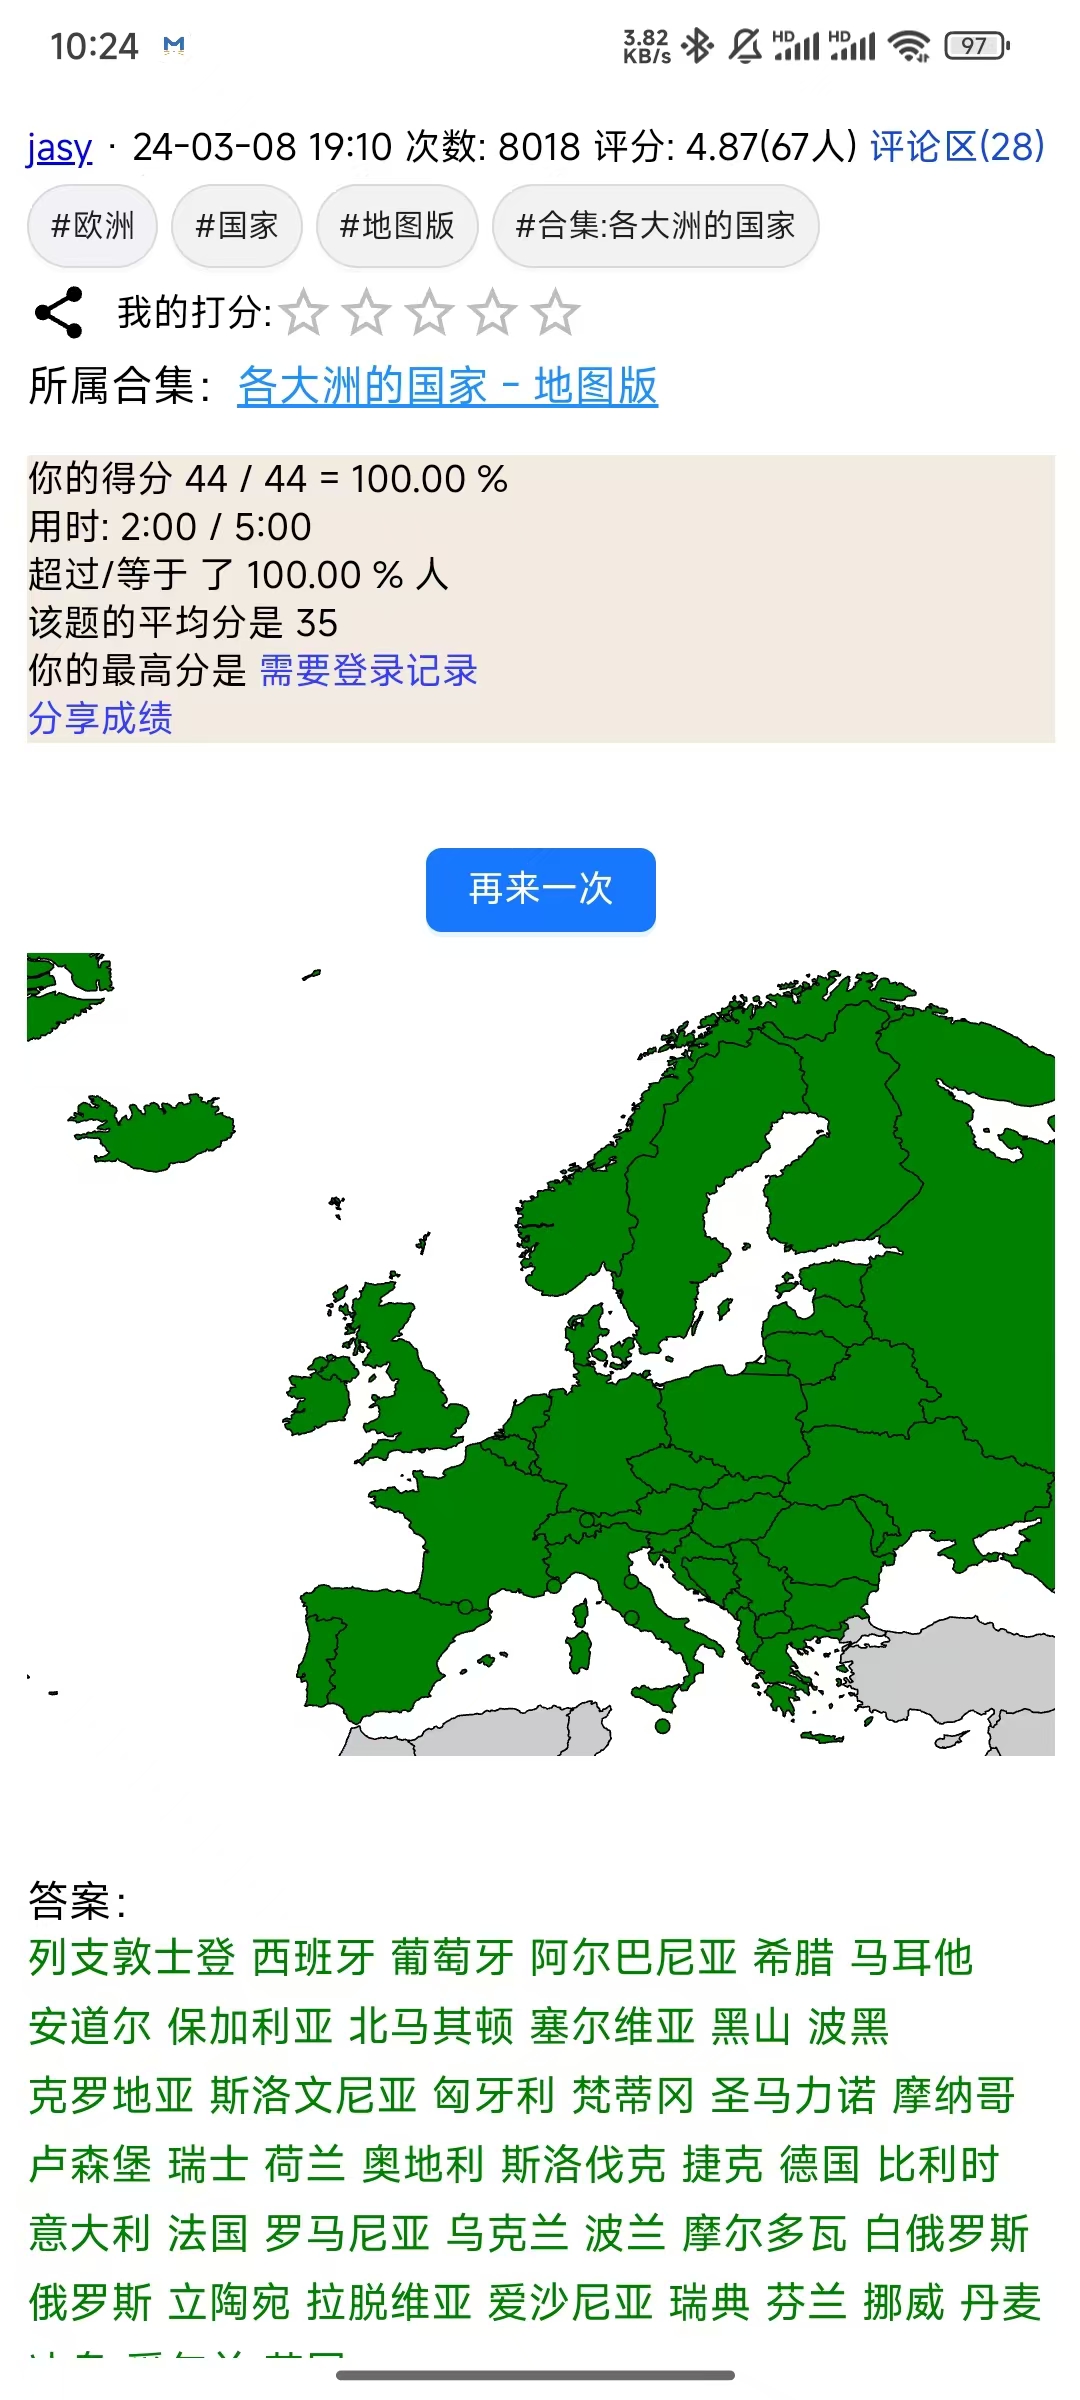 10:24
3.82 KB/s HD HD 97
jasy · 24-03-08 19:10 次数: 8018 评分: 4.87(67人) 评论区(28)
#欧洲 #国家 #地图版 #合集:各大洲的国家
我的打分:
所属合集：各大洲的国家 - 地图版
你的得分 44 / 44 = 100.00 %
用时: 2:00 / 5:00
超过/等于 了 100.00 % 人
该题的平均分是 35
你的最高分是 需要登录记录
分享成绩
再来一次
答案：
列支敦士登 西班牙 葡萄牙 阿尔巴尼亚 希腊 马耳他
安道尔 保加利亚 北马其顿 塞尔维亚 黑山 波黑
克罗地亚 斯洛文尼亚 匈牙利 梵蒂冈 圣马力诺 摩纳哥
卢森堡 瑞士 荷兰 奥地利 斯洛伐克 捷克 德国 比利时
意大利 法国 罗马尼亚 乌克兰 波兰 摩尔多瓦 白俄罗斯
俄罗斯 立陶宛 拉脱维亚 爱沙尼亚 瑞典 芬兰 挪威 丹麦